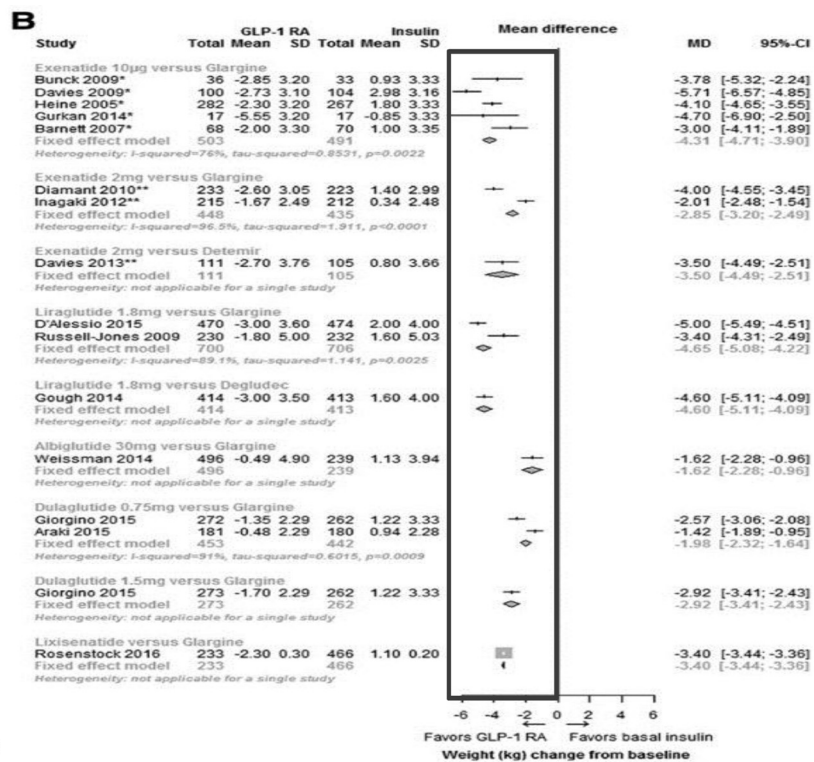 B
GLP-1 RA Insulin Mean difference
Study Total Mean SD Total Mean SD MD 95%-CI
Exenatide 10µg versus Glargine
Bunck 2009* 36 -2.85 3.20 33 0.93 3.33 -3.78 [-5.32; -2.24]
Davies 2009* 100 -2.73 3.10 104 2.98 3.16 -5.71 [-6.57; -4.85]
Heine 2005* 282 -2.30 3.20 267 1.80 3.33 -4.10 [-4.65; -3.55]
Gurkan 2014* 17 -5.55 3.20 17 -0.85 3.33 -4.70 [-6.90; -2.50]
Barnett 2007* 68 -2.00 3.30 70 1.00 3.35 -3.00 [-4.11; -1.89]
Fixed effect model 503 491 -4.31 [-4.71; -3.90]
Heterogeneity: I-squared=76%, tau-squared=0.8531, p=0.0022
Exenatide 2mg versus Glargine
Diamant 2010** 233 -2.60 3.05 223 1.40 2.99 -4.00 [-4.55; -3.45]
Inagaki 2012** 215 -1.67 2.49 212 0.34 2.48 -2.01 [-2.48; -1.54]
Fixed effect model 448 435 -2.85 [-3.20; -2.49]
Heterogeneity: I-squared=96.5%, tau-squared=1.911, p<0.0001
Exenatide 2mg versus Detemir
Davies 2013** 111 -2.70 3.76 105 0.80 3.66 -3.50 [-4.49; -2.51]
Fixed effect model 111 105 -3.50 [-4.49; -2.51]
Heterogeneity: not applicable for a single study
Liraglutide 1.8mg versus Glargine
D'Alessio 2015 470 -3.00 3.60 474 2.00 4.00 -5.00 [-5.49; -4.51]
Russell-Jones 2009 230 -1.80 5.00 232 1.60 5.03 -3.40 [-4.31; -2.49]
Fixed effect model 700 706 -4.65 [-5.08; -4.22]
Heterogeneity: I-squared=89.1%, tau-squared=1.141, p=0.0025
Liraglutide 1.8mg versus Degludec
Gough 2014 414 -3.00 3.50 413 1.60 4.00 -4.60 [-5.11; -4.09]
Fixed effect model 414 413 -4.60 [-5.11; -4.09]
Heterogeneity: not applicable for a single study
Albiglutide 30mg versus Glargine
Weissman 2014 496 -0.49 4.90 239 1.13 3.94 -1.62 [-2.28; -0.96]
Fixed effect model 496 239 -1.62 [-2.28; -0.96]
Heterogeneity: not applicable for a single study
Dulaglutide 0.75mg versus Glargine
Giorgino 2015 272 -1.35 2.29 262 1.22 3.33 -2.57 [-3.06; -2.08]
Araki 2015 181 -0.48 2.29 180 0.94 2.28 -1.42 [-1.89; -0.95]
Fixed effect model 453 442 -1.98 [-2.32; -1.64]
Heterogeneity: I-squared=91%, tau-squared=0.6015, p=0.0009
Dulaglutide 1.5mg versus Glargine
Giorgino 2015 273 -1.70 2.29 262 1.22 3.33 -2.92 [-3.41; -2.43]
Fixed effect model 273 262 -2.92 [-3.41; -2.43]
Heterogeneity: not applicable for a single study
Lixisenatide versus Glargine
Rosenstock 2016 233 -2.30 0.30 466 1.10 0.20 -3.40 [-3.44; -3.36]
Fixed effect model 233 466 -3.40 [-3.44; -3.36]
Heterogeneity: not applicable for a single study
-6 -4 -2 0 2 4 6
Favors GLP-1 RA Favors basal insulin
Weight (kg) change from baseline